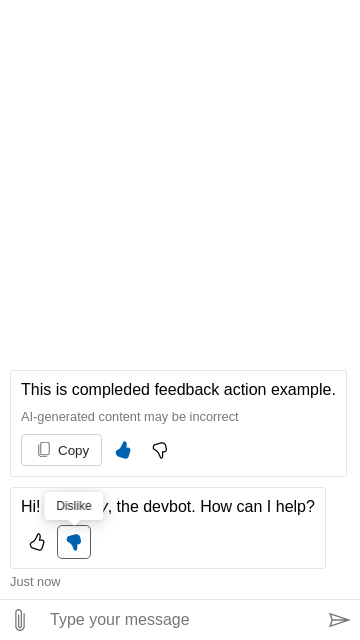 This is compleded feedback action example.
AI-generated content may be incorrect
Copy
Hi! , the devbot. How can I help?
Dislike
Just now
Type your message